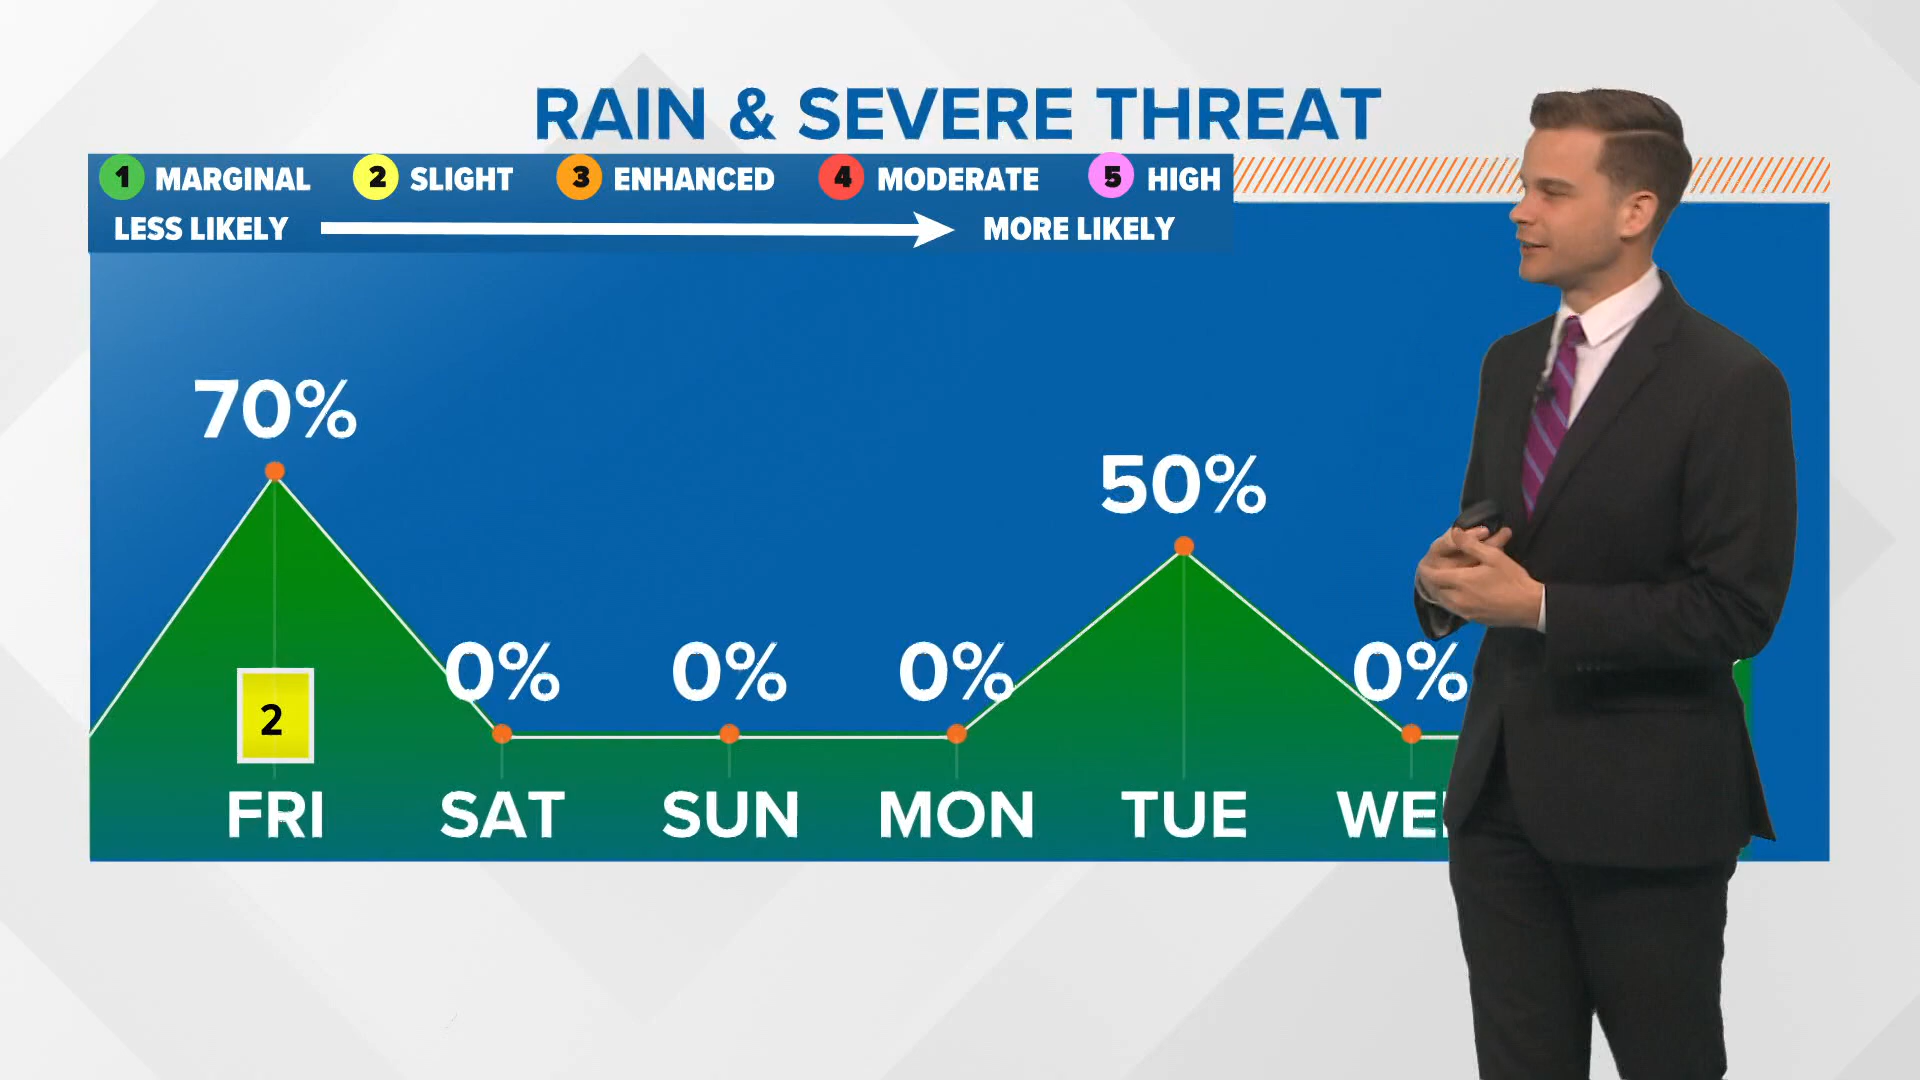 RAIN & SEVERE THREAT
1 MARGINAL 2 SLIGHT 3 ENHANCED 4 MODERATE 5 HIGH
LESS LIKELY MORE LIKELY
70%
50%
0% 0% 0% 0%
2
FRI SAT SUN MON TUE